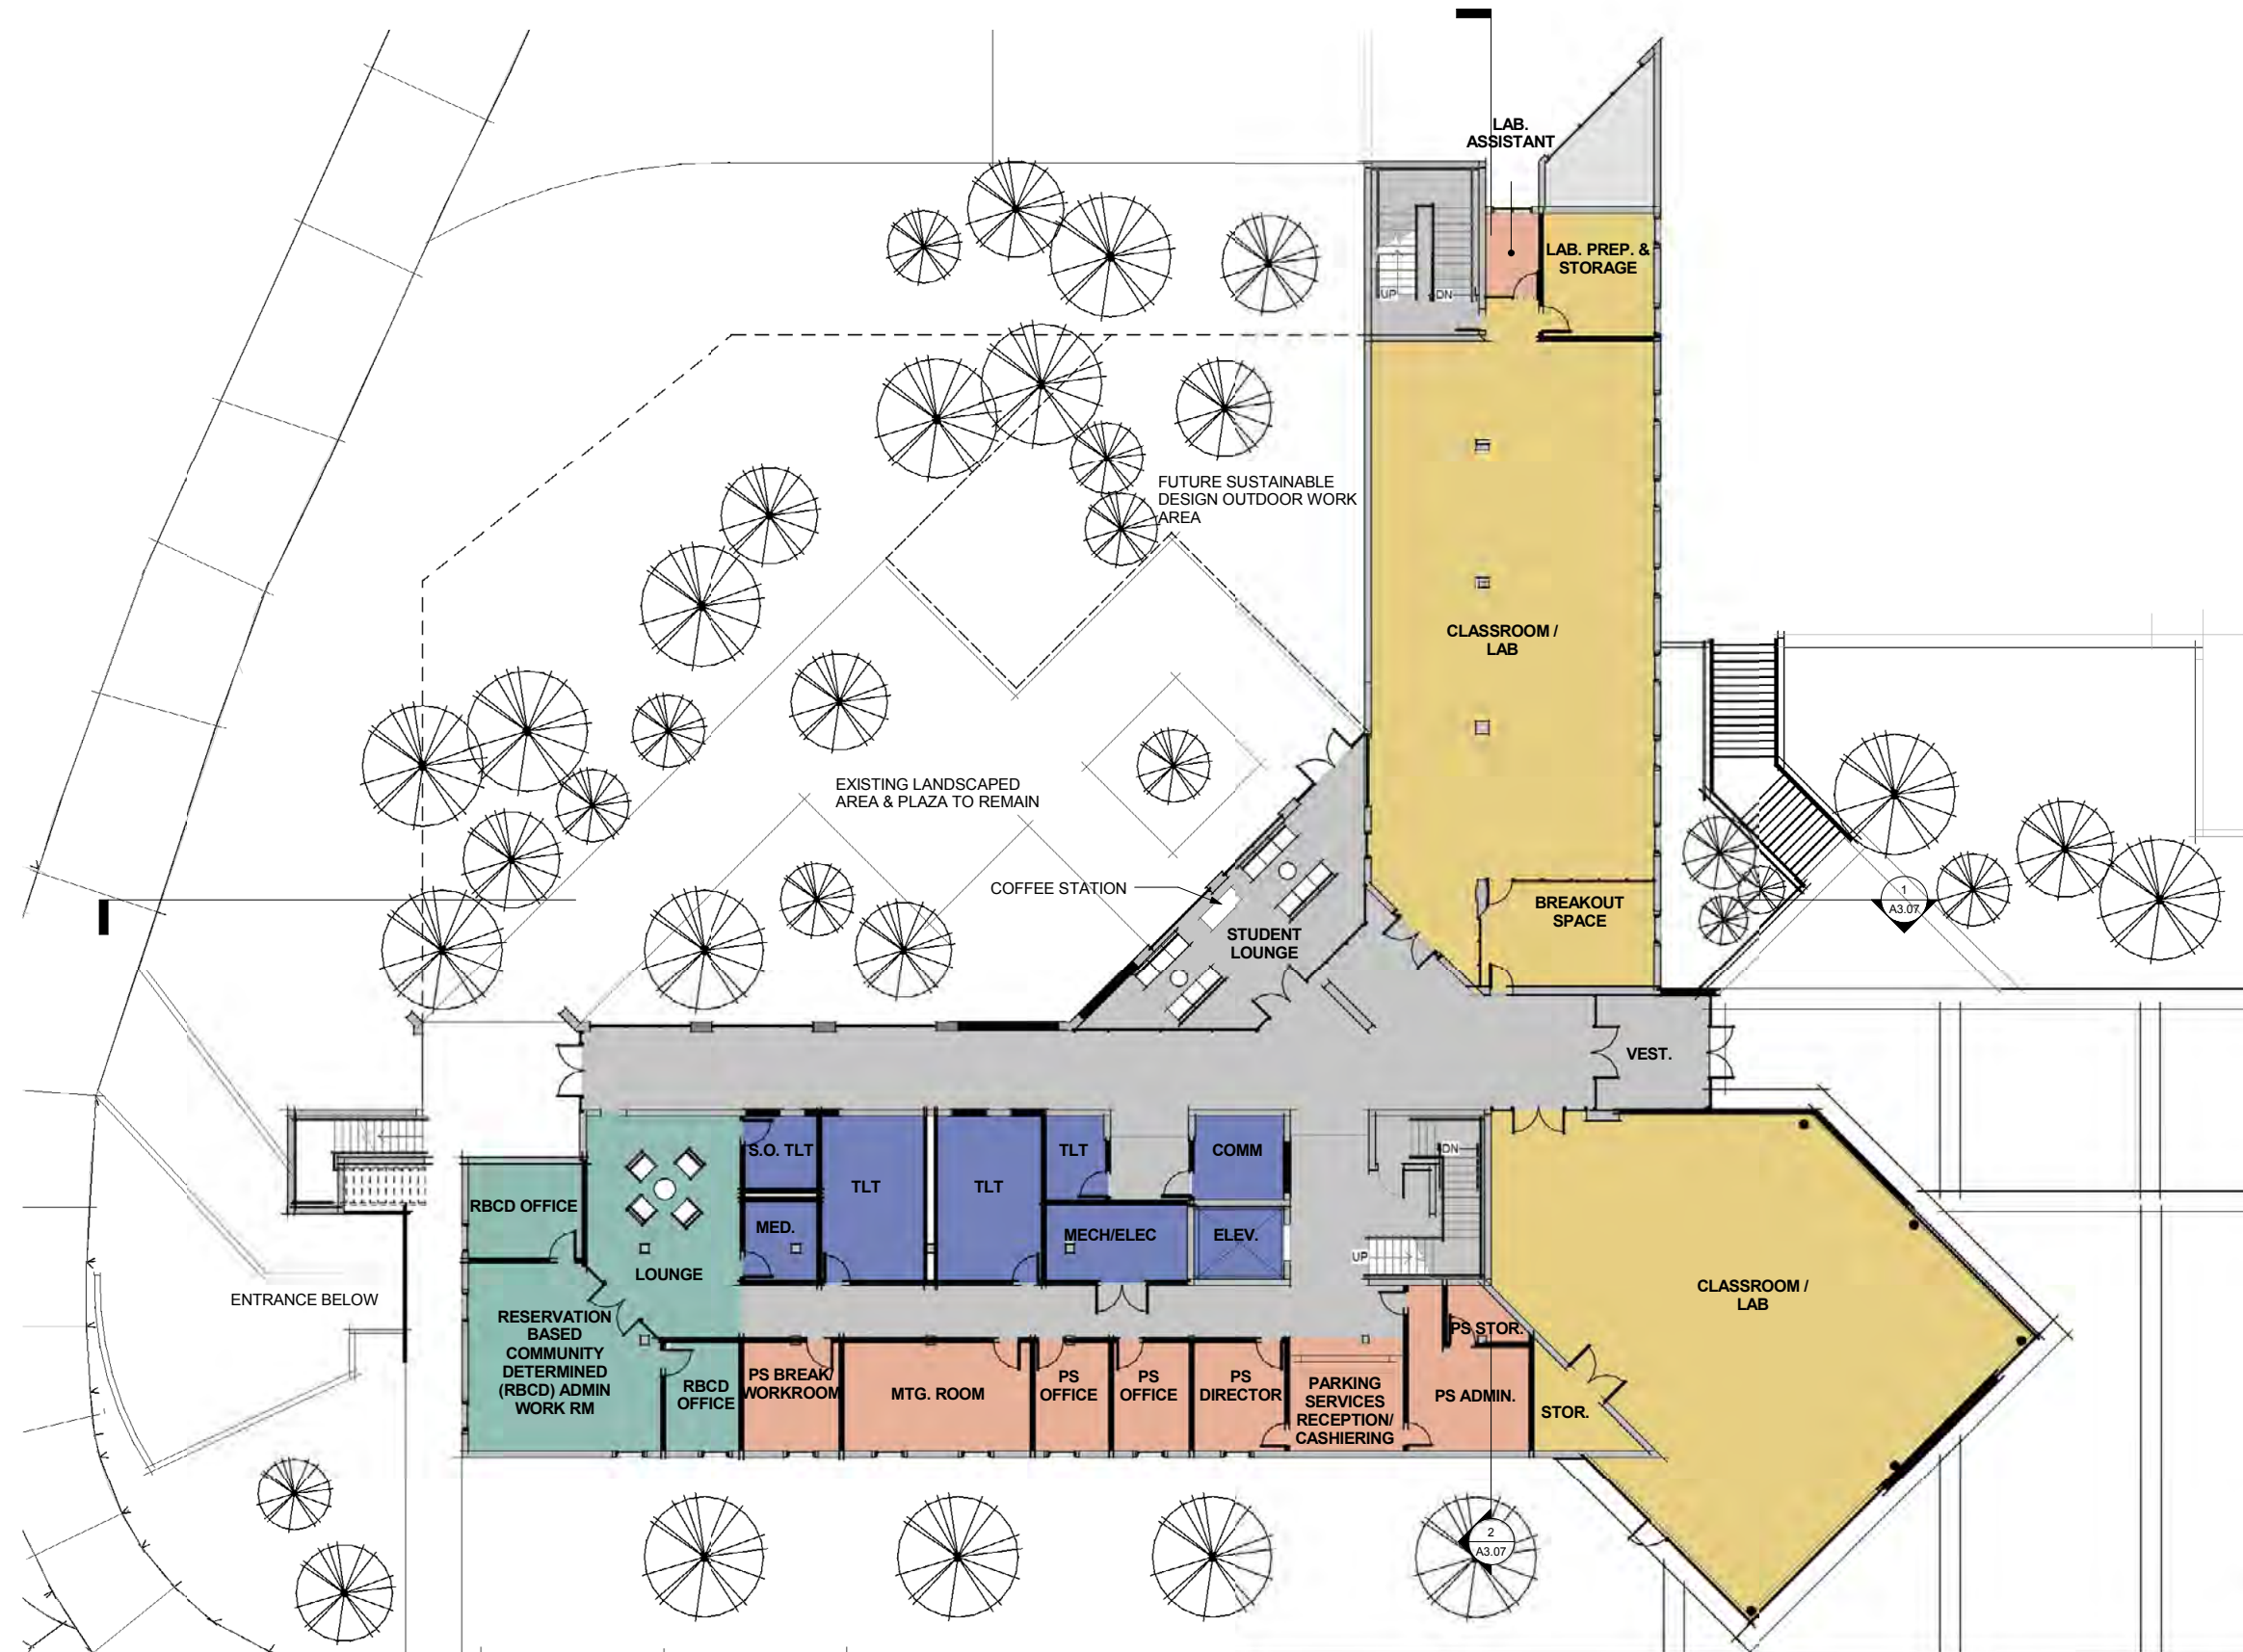 LAB.
ASSISTANT
LAB. PREP. &
STORAGE
UP
DN
FUTURE SUSTAINABLE
DESIGN OUTDOOR WORK
AREA
CLASSROOM /
LAB
EXISTING LANDSCAPED
AREA & PLAZA TO REMAIN
COFFEE STATION
STUDENT
LOUNGE
BREAKOUT
SPACE
1
A3.07
VEST.
S.O. TLT
TLT
TLT
TLT
COMM
DN
RBCD OFFICE
MED.
MECH/ELEC
ELEV.
UP
LOUNGE
ENTRANCE BELOW
CLASSROOM /
LAB
RESERVATION
BASED
COMMUNITY
DETERMINED
(RBCD) ADMIN
WORK RM
RBCD
OFFICE
PS BREAK/
WORKROOM
MTG. ROOM
PS
OFFICE
PS
OFFICE
PS
DIRECTOR
PARKING
SERVICES
RECEPTION/
CASHIERING
PS STOR.
PS ADMIN.
STOR.
2
A3.07